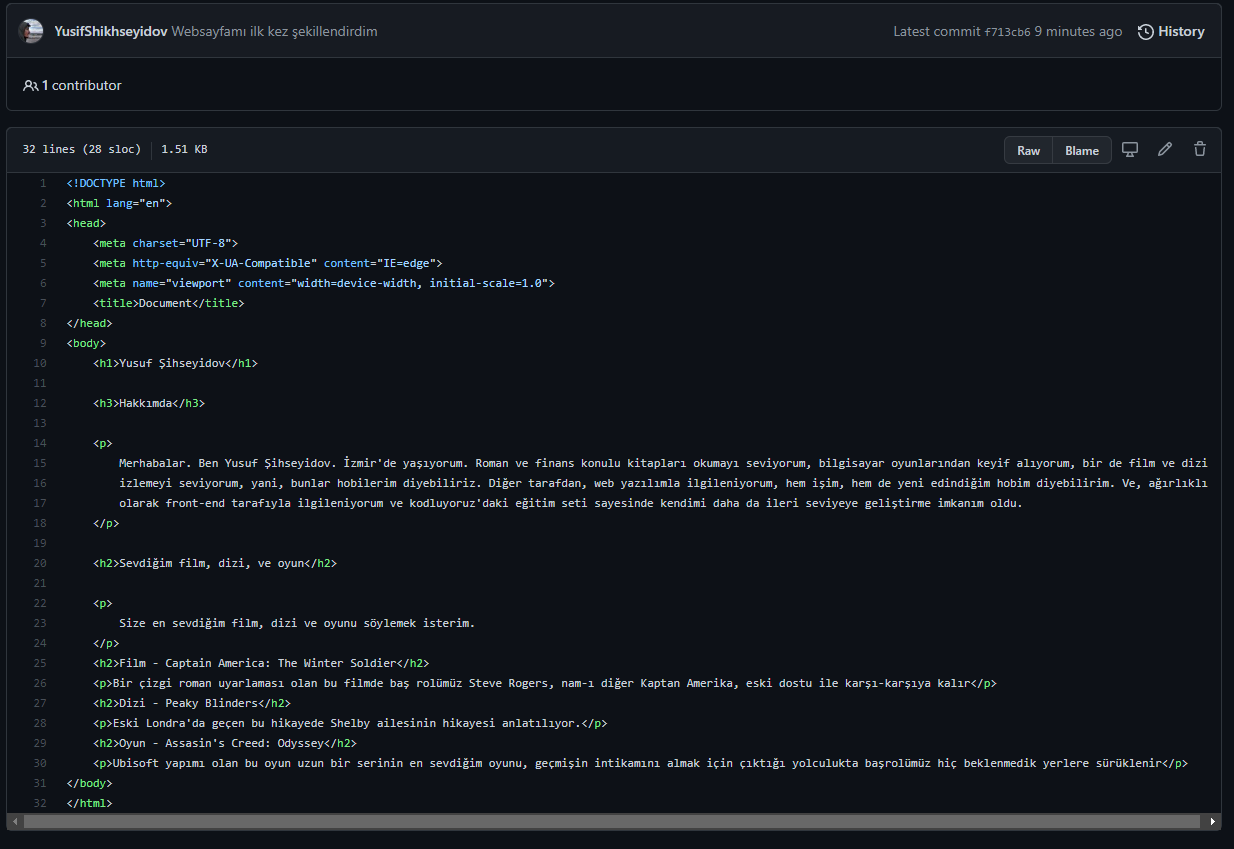 YusifShikhseyidov Websayfamı ilk kez şekillendirdim Latest commit f713cb6 9 minutes ago History
1 contributor
32 lines (28 sloc) 1.51 KB Raw Blame
1 <!DOCTYPE html>
2 <html lang="en">
3 <head>
4 <meta charset="UTF-8">
5 <meta http-equiv="X-UA-Compatible" content="IE=edge">
6 <meta name="viewport" content="width=device-width, initial-scale=1.0">
7 <title>Document</title>
8 </head>
9 <body>
10 <h1>Yusuf Şihseyidov</h1>
11
12 <h3>Hakkımda</h3>
13
14 <p>
15 Merhabalar. Ben Yusuf Şihseyidov. İzmir'de yaşıyorum. Roman ve finans konulu kitapları okumayı seviyorum, bilgisayar oyunlarından keyif alıyorum, bir de film ve dizi
16 izlemeyi seviyorum, yani, bunlar hobilerim diyebiliriz. Diğer tarafdan, web yazılımla ilgileniyorum, hem işim, hem de yeni edindiğim hobim diyebilirim. Ve, ağırlıklı
17 olarak front-end tarafıyla ilgileniyorum ve kodluyoruz'daki eğitim seti sayesinde kendimi daha da ileri seviyeye geliştirme imkanım oldu.
18 </p>
19
20 <h2>Sevdiğim film, dizi, ve oyun</h2>
21
22 <p>
23 Size en sevdiğim film, dizi ve oyunu söylemek isterim.
24 </p>
25 <h2>Film - Captain America: The Winter Soldier</h2>
26 <p>Bir çizgi roman uyarlaması olan bu filmde baş rolümüz Steve Rogers, nam-ı diğer Kaptan Amerika, eski dostu ile karşı-karşıya kalır</p>
27 <h2>Dizi - Peaky Blinders</h2>
28 <p>Eski Londra'da geçen bu hikayede Shelby ailesinin hikayesi anlatılıyor.</p>
29 <h2>Oyun - Assasin's Creed: Odyssey</h2>
30 <p>Ubisoft yapımı olan bu oyun uzun bir serinin en sevdiğim oyunu, geçmişin intikamını almak için çıktığı yolculukta başrolümüz hiç beklenmedik yerlere sürüklenir</p>
31 </body>
32 </html>